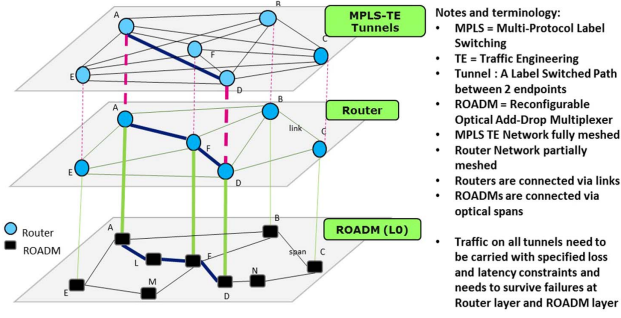 MPLS-TE
Tunnels
A
B
C
F
E
D
Router
A
B
link
C
F
E
D
ROADM (L0)
A
B
span
C
L
F
M
N
E
D
Router
ROADM
Notes and terminology:
• MPLS = Multi-Protocol Label
Switching
• TE = Traffic Engineering
• Tunnel : A Label Switched Path
between 2 endpoints
• ROADM = Reconfigurable
Optical Add-Drop Multiplexer
• MPLS TE Network fully meshed
• Router Network partially
meshed
• Routers are connected via links
• ROADMs are connected via
optical spans
• Traffic on all tunnels need to
be carried with specified loss
and latency constraints and
needs to survive failures at
Router layer and ROADM layer